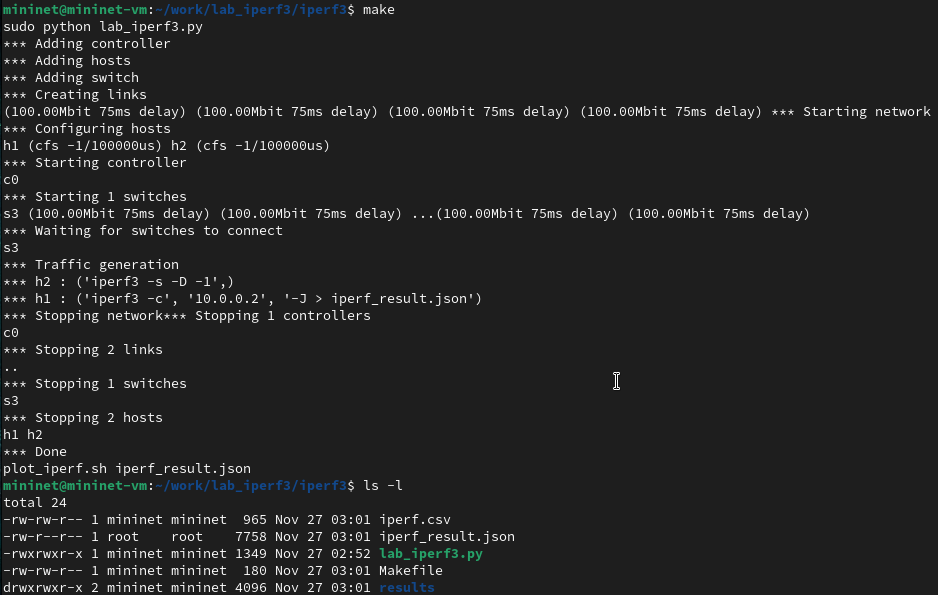 mininet@mininet-vm:~/work/lab_iperf3/iperf3$ make
sudo python lab_iperf3.py
*** Adding controller
*** Adding hosts
*** Adding switch
*** Creating links
(100.00Mbit 75ms delay) (100.00Mbit 75ms delay) (100.00Mbit 75ms delay) (100.00Mbit 75ms delay) *** Starting network
*** Configuring hosts
h1 (cfs -1/100000us) h2 (cfs -1/100000us)
*** Starting controller
c0
*** Starting 1 switches
s3 (100.00Mbit 75ms delay) (100.00Mbit 75ms delay) ...(100.00Mbit 75ms delay) (100.00Mbit 75ms delay)
*** Waiting for switches to connect
s3
*** Traffic generation
*** h2 : ('iperf3 -s -D -1',)
*** h1 : ('iperf3 -c', '10.0.0.2', '-J > iperf_result.json')
*** Stopping network*** Stopping 1 controllers
c0
*** Stopping 2 links
..
*** Stopping 1 switches
s3
*** Stopping 2 hosts
h1 h2
*** Done
plot_iperf.sh iperf_result.json
mininet@mininet-vm:~/work/lab_iperf3/iperf3$ ls -l
total 24
-rw-rw-r-- 1 mininet mininet  965 Nov 27 03:01 iperf.csv
-rw-r--r-- 1 root    root    7758 Nov 27 03:01 iperf_result.json
-rwxrwxr-x 1 mininet mininet 1349 Nov 27 02:52 lab_iperf3.py
-rw-rw-r-- 1 mininet mininet  180 Nov 27 03:01 Makefile
drwxrwxr-x 2 mininet mininet 4096 Nov 27 03:01 results